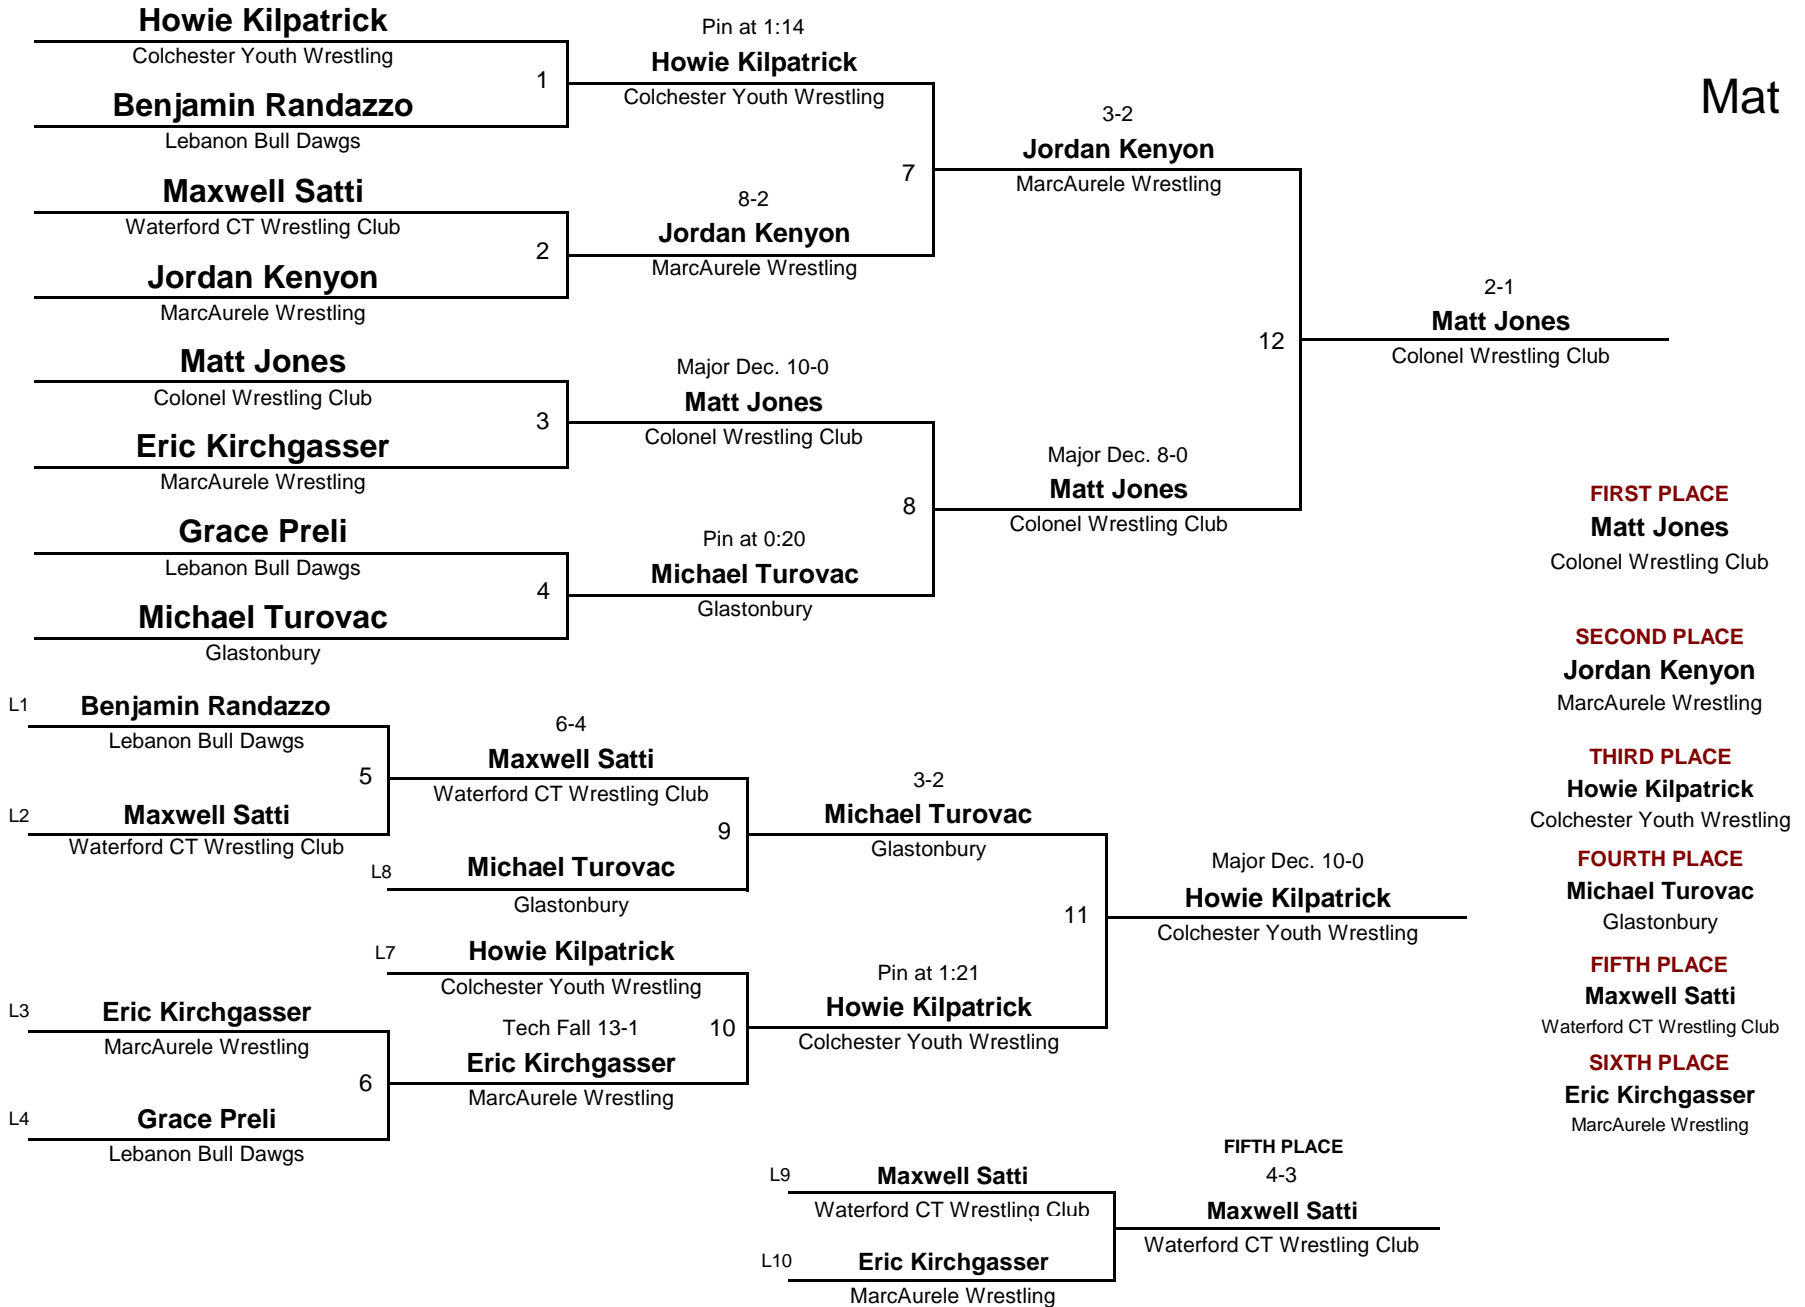 Howie Kilpatrick
Colchester Youth Wrestling
1
Benjamin Randazzo
Lebanon Bull Dawgs
Maxwell Satti
Waterford CT Wrestling Club
2
Jordan Kenyon
MarcAurele Wrestling
Matt Jones
Colonel Wrestling Club
3
Eric Kirchgasser
MarcAurele Wrestling
Grace Preli
Lebanon Bull Dawgs
4
Michael Turovac
Glastonbury
Pin at 1:14
Howie Kilpatrick
Colchester Youth Wrestling
7
8-2
Jordan Kenyon
MarcAurele Wrestling
Major Dec. 10-0
Matt Jones
Colonel Wrestling Club
8
Pin at 0:20
Michael Turovac
Glastonbury
3-2
Jordan Kenyon
MarcAurele Wrestling
12
Major Dec. 8-0
Matt Jones
Colonel Wrestling Club
2-1
Matt Jones
Colonel Wrestling Club
Mat
L1
Benjamin Randazzo
Lebanon Bull Dawgs
5
L2
Maxwell Satti
Waterford CT Wrestling Club
L3
Eric Kirchgasser
MarcAurele Wrestling
6
L4
Grace Preli
Lebanon Bull Dawgs
6-4
Maxwell Satti
Waterford CT Wrestling Club
9
L8
Michael Turovac
Glastonbury
L7
Howie Kilpatrick
Colchester Youth Wrestling
10
Tech Fall 13-1
Eric Kirchgasser
MarcAurele Wrestling
3-2
Michael Turovac
Glastonbury
11
Pin at 1:21
Howie Kilpatrick
Colchester Youth Wrestling
Major Dec. 10-0
Howie Kilpatrick
Colchester Youth Wrestling
L9
Maxwell Satti
Waterford CT Wrestling Club
L10
Eric Kirchgasser
MarcAurele Wrestling
FIFTH PLACE
4-3
Maxwell Satti
Waterford CT Wrestling Club
FIRST PLACE
Matt Jones
Colonel Wrestling Club
SECOND PLACE
Jordan Kenyon
MarcAurele Wrestling
THIRD PLACE
Howie Kilpatrick
Colchester Youth Wrestling
FOURTH PLACE
Michael Turovac
Glastonbury
FIFTH PLACE
Maxwell Satti
Waterford CT Wrestling Club
SIXTH PLACE
Eric Kirchgasser
MarcAurele Wrestling